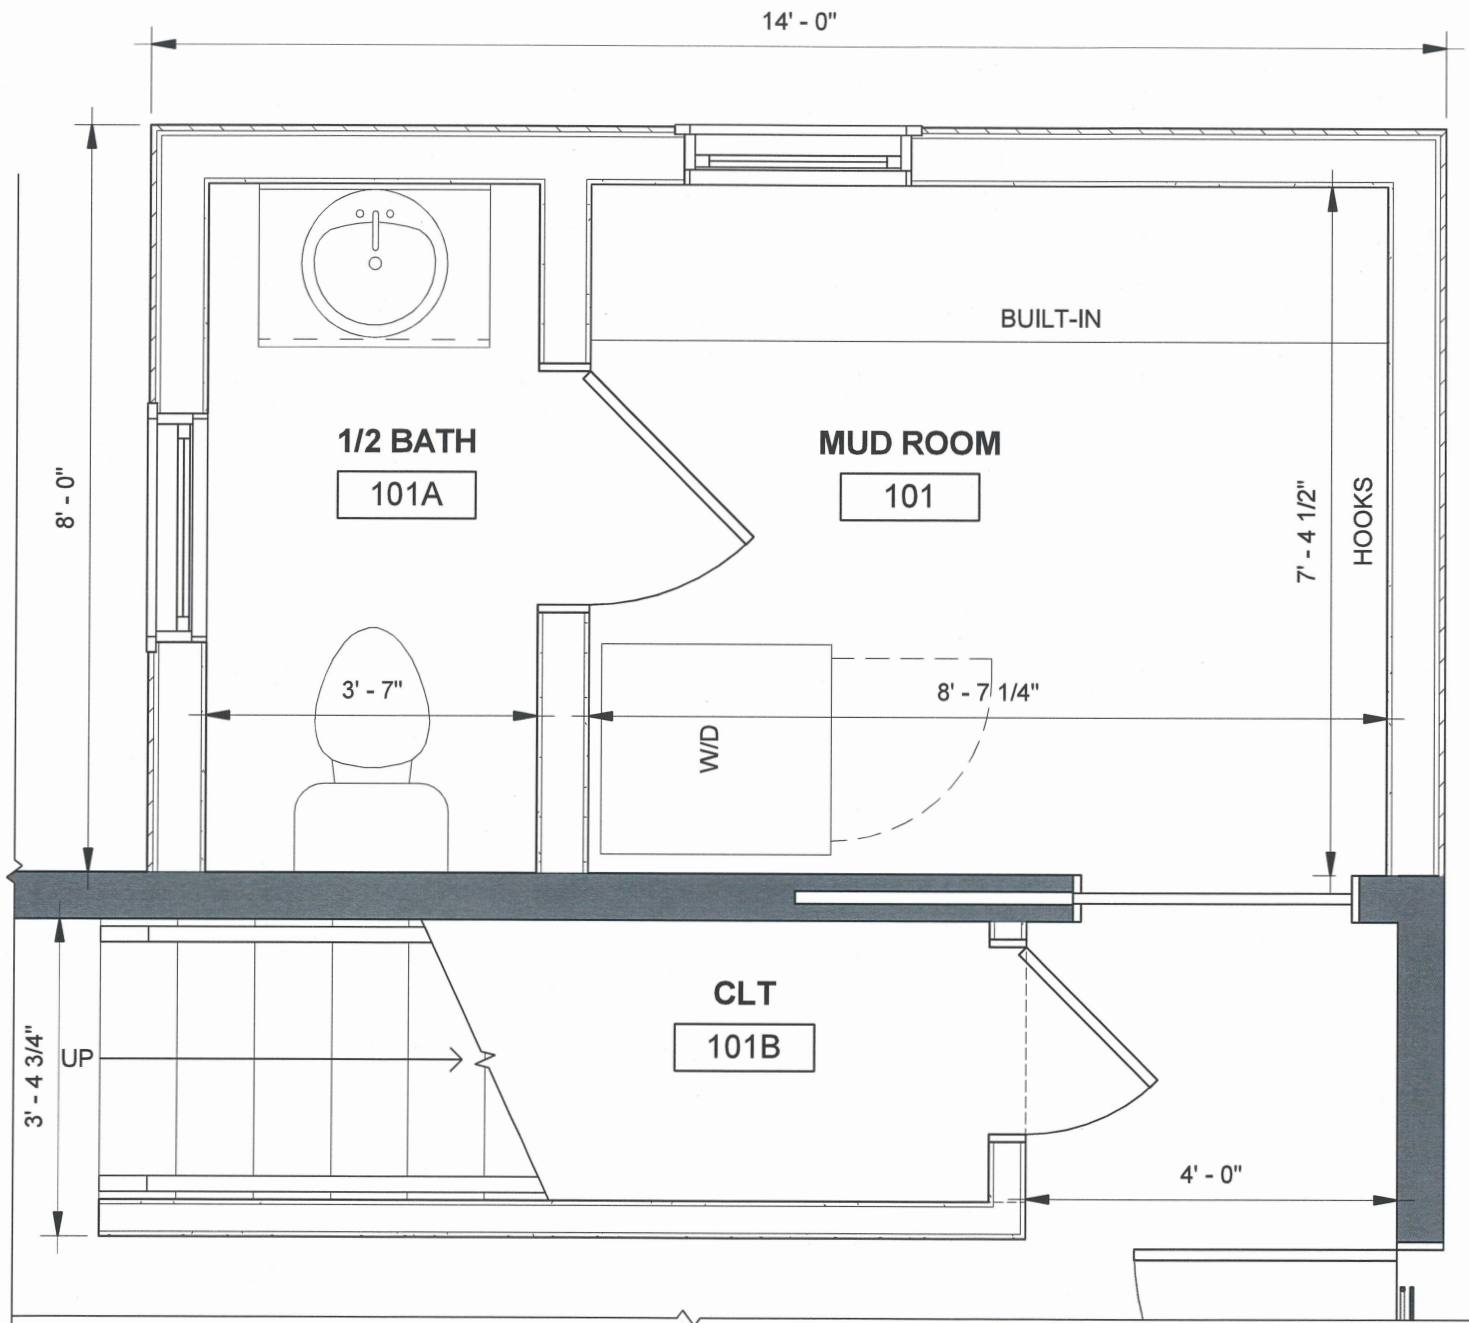 14' - 0"
BUILT-IN
1/2 BATH
101A
MUD ROOM
101
8' - 0"
7' - 4 1/2"
HOOKS
3' - 7"
8' - 7 1/4"
W/D
CLT
101B
3' - 4 3/4"
UP
4' - 0"